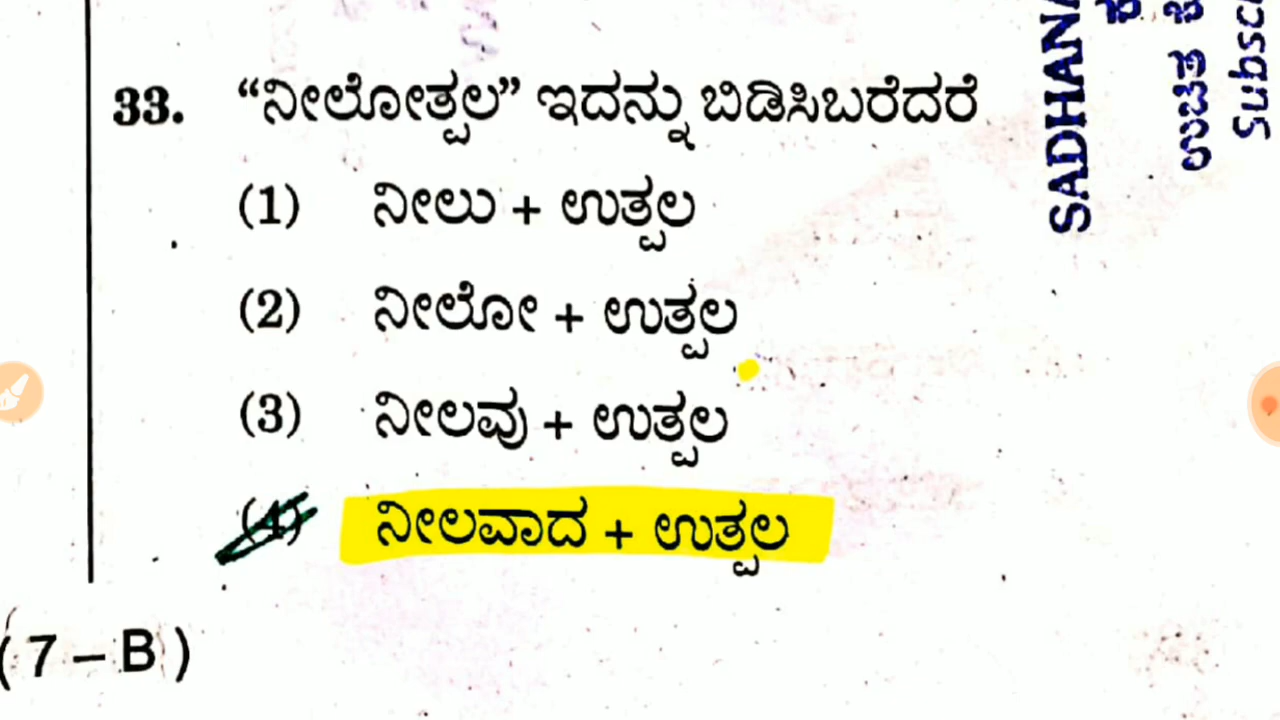 33. “ನೀಲೋತ್ಪಲ” ಇದನ್ನು ಬಿಡಿಸಿಬರೆದರೆ
(1) ನೀಲು + ಉತ್ಪಲ
(2) ನೀಲೋ + ಉತ್ಪಲ
(3) ನೀಲವು + ಉತ್ಪಲ
(4) ನೀಲವಾದ + ಉತ್ಪಲ
(7 – B)
SADHANA
ಉಚಿತ